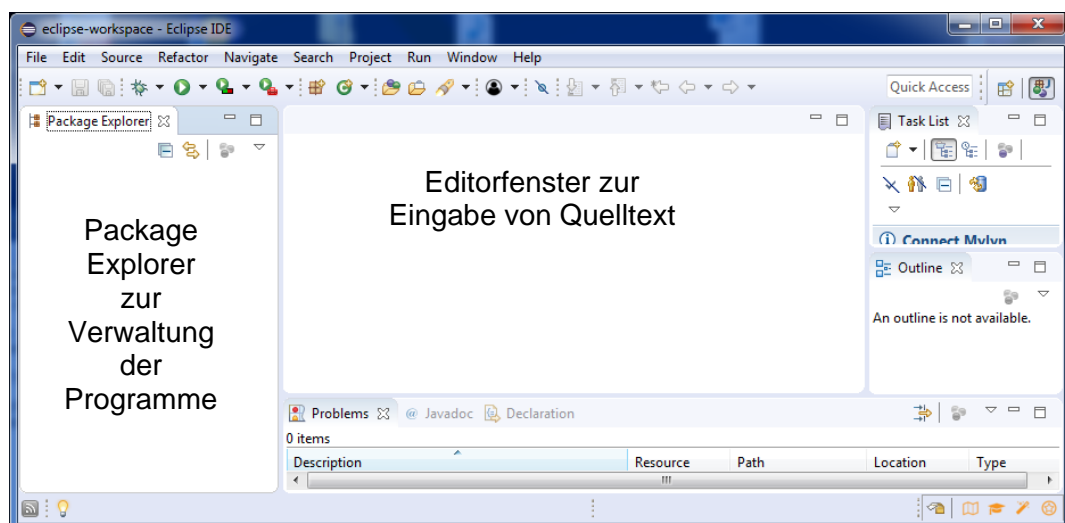 eclipse-workspace - Eclipse IDE
File Edit Source Refactor Navigate Search Project Run Window Help
Quick Access
Package Explorer
Task List
Editorfenster zur
Eingabe von Quelltext
Package
Explorer
zur
Verwaltung
der
Programme
Connect Mylyn
Outline
An outline is not available.
Problems @ Javadoc Declaration
0 items
Description Resource Path Location Type